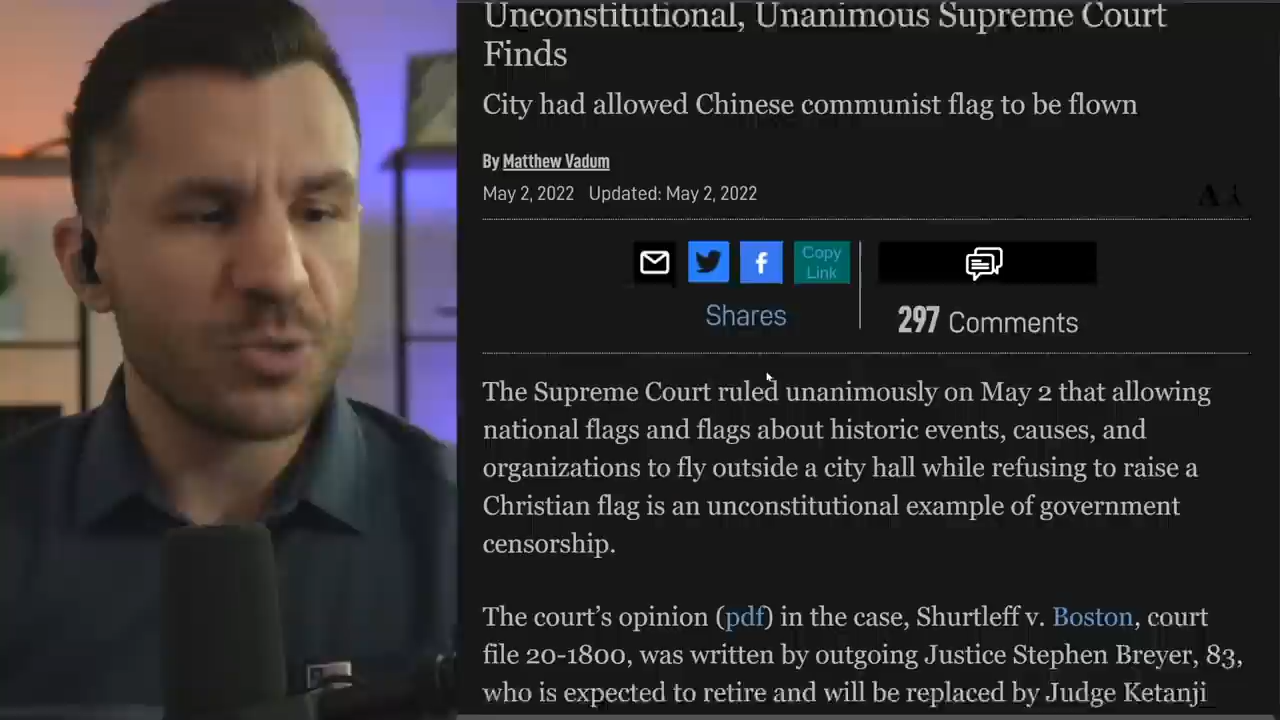 Unconstitutional, Unanimous Supreme Court
Finds
City had allowed Chinese communist flag to be flown
By Matthew Vadum
May 2, 2022 Updated: May 2, 2022
A A
Copy
Link
Shares
297 Comments
The Supreme Court ruled unanimously on May 2 that allowing
national flags and flags about historic events, causes, and
organizations to fly outside a city hall while refusing to raise a
Christian flag is an unconstitutional example of government
censorship.
The court’s opinion (pdf) in the case, Shurtleff v. Boston, court
file 20-1800, was written by outgoing Justice Stephen Breyer, 83,
who is expected to retire and will be replaced by Judge Ketanji